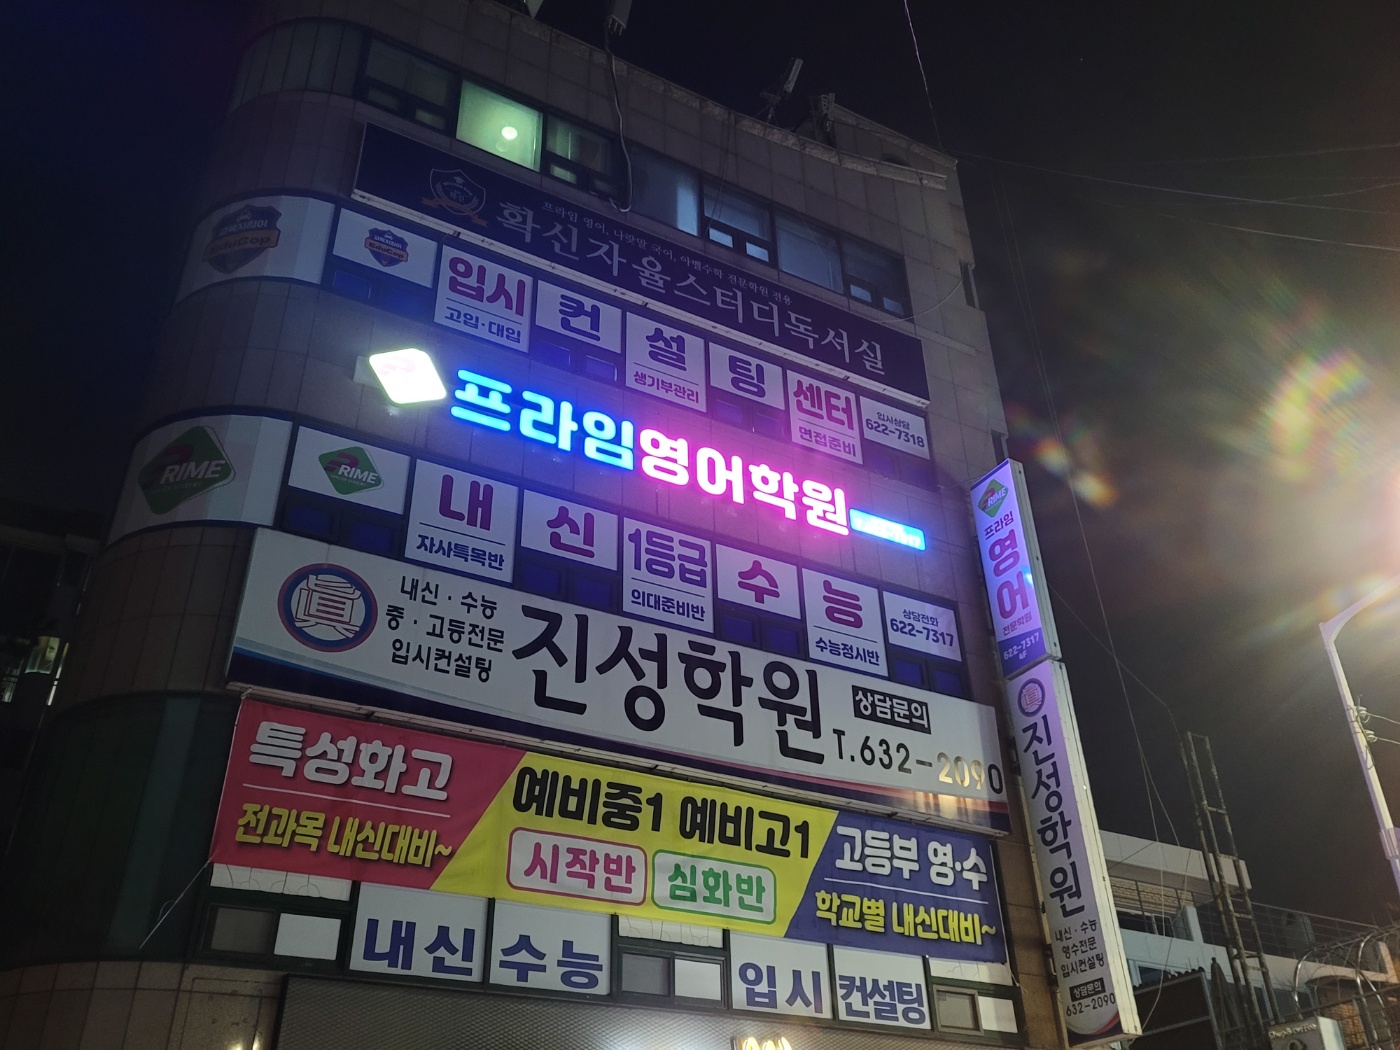 프라임 영어, 나랏말 국어, 아벨수학 전문학원 전용
확신자율스터디독서실
EduCop
EduCop
입시 컨설팅센터
고입·대입
생기부관리
면접준비
입시상담
622-7318
프라임영어학원
PRIME
PRIME
내신 1등급 수능
자사특목반
의대준비반
수능정시반
상담전화
622-7317
眞
내신·수능
중·고등전문
입시컨설팅
진성학원
상담문의
T.632-2090
특성화고
전과목 내신대비~
예비중1 예비고1
시작반 심화반
고등부 영·수
학교별 내신대비~
내신 수능 입시 컨설팅
PRIME
프라임
영어
전문학원
622-7317
4F
眞
진성학원
내신·수능
영수전문
입시컨설팅
상담문의
632-2090